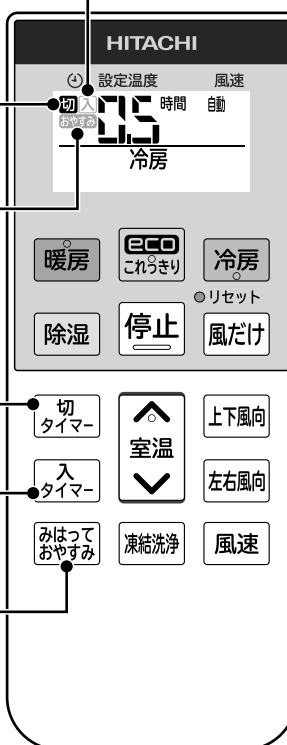 HITACHI
設定温度 風速
切 入 0.5 時間 自動
おやすみ
冷房
暖房 eco これっきり 冷房
リセット
除湿 停止 風だけ
切タイマー 室温 上下風向
入タイマー 左右風向
みはっておやすみ 凍結洗浄 風速